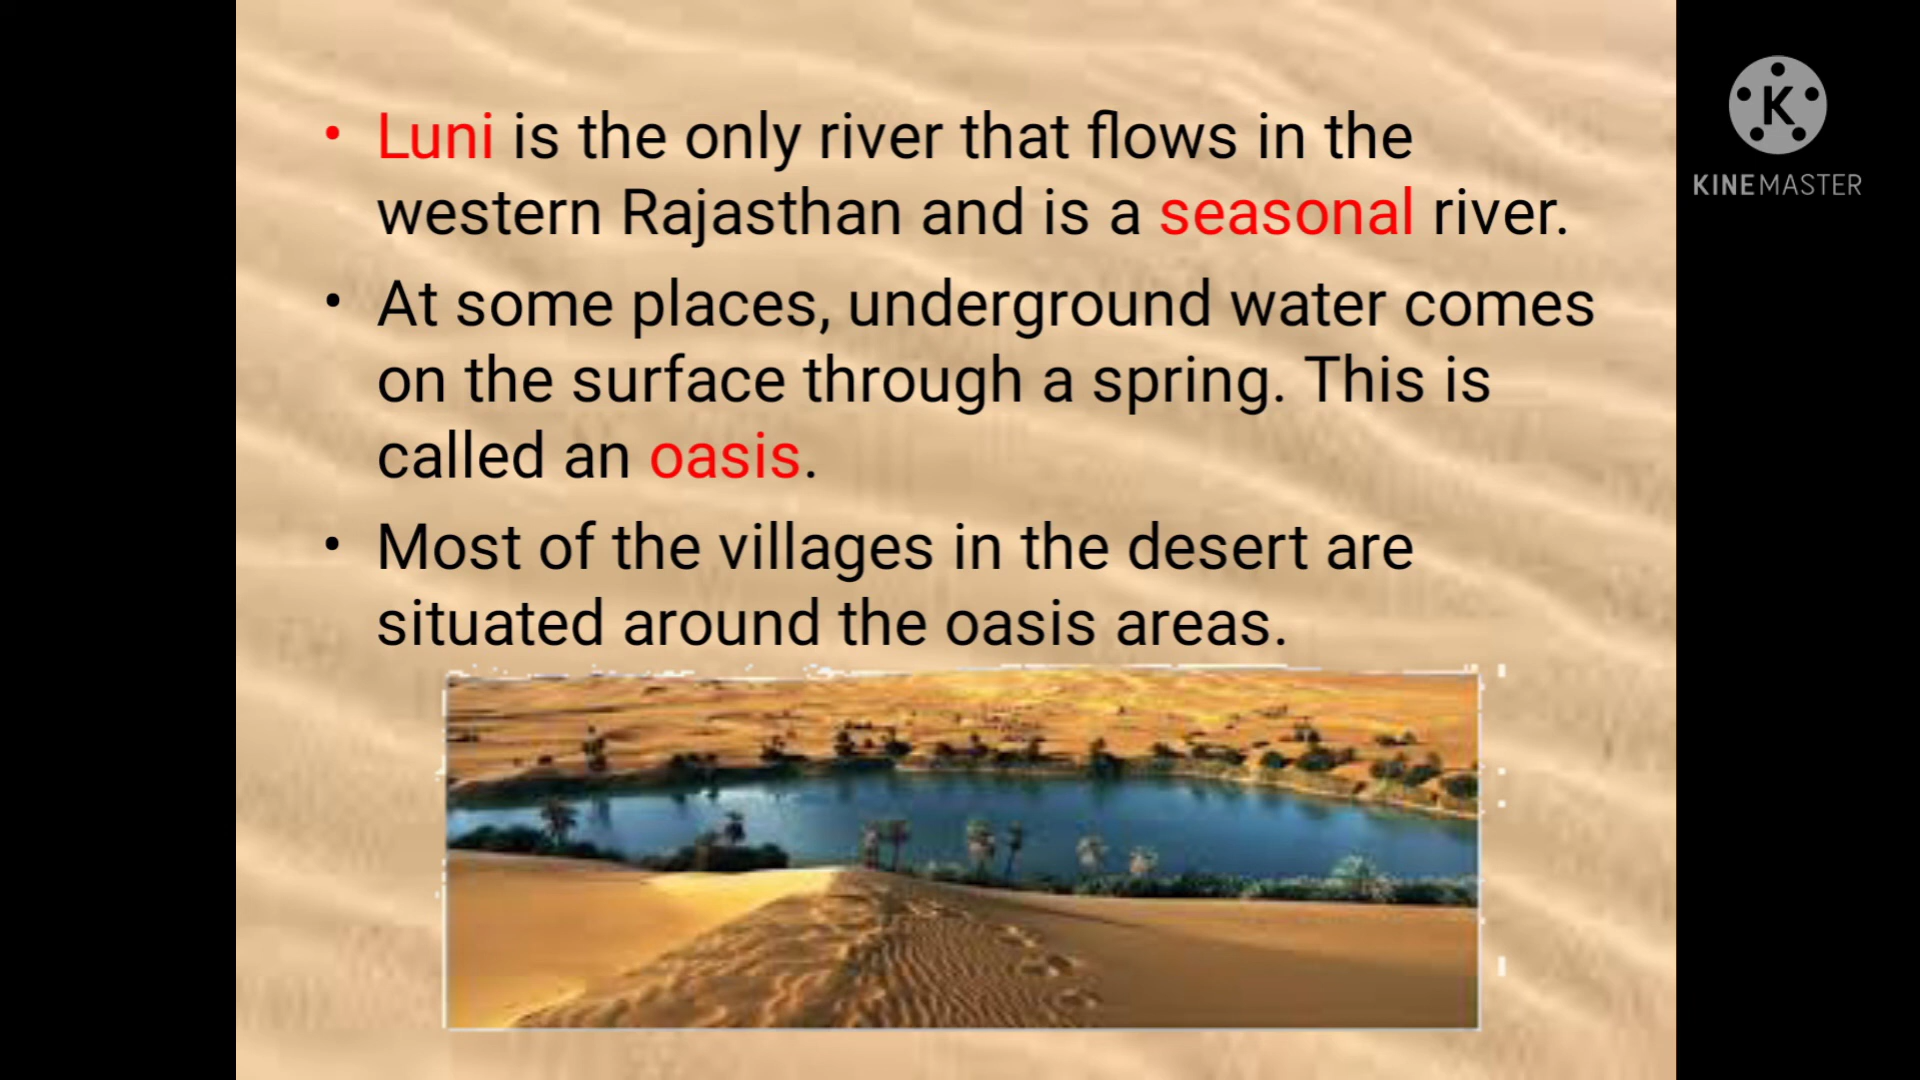 • Luni is the only river that flows in the
western Rajasthan and is a seasonal river.
• At some places, underground water comes
on the surface through a spring. This is
called an oasis.
• Most of the villages in the desert are
situated around the oasis areas.
K
KINEMASTER